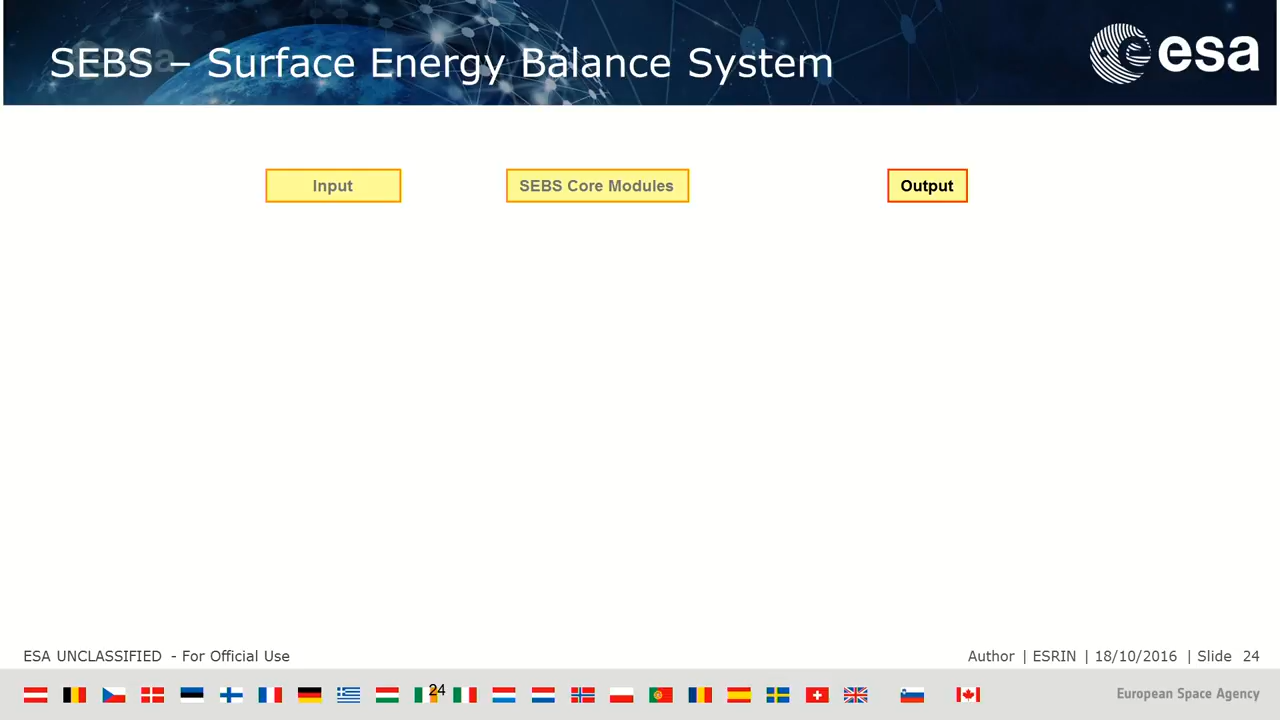 SEBS – Surface Energy Balance System
esa
Input
SEBS Core Modules
Output
ESA UNCLASSIFIED - For Official Use
Author | ESRIN | 18/10/2016 | Slide 24
24
European Space Agency